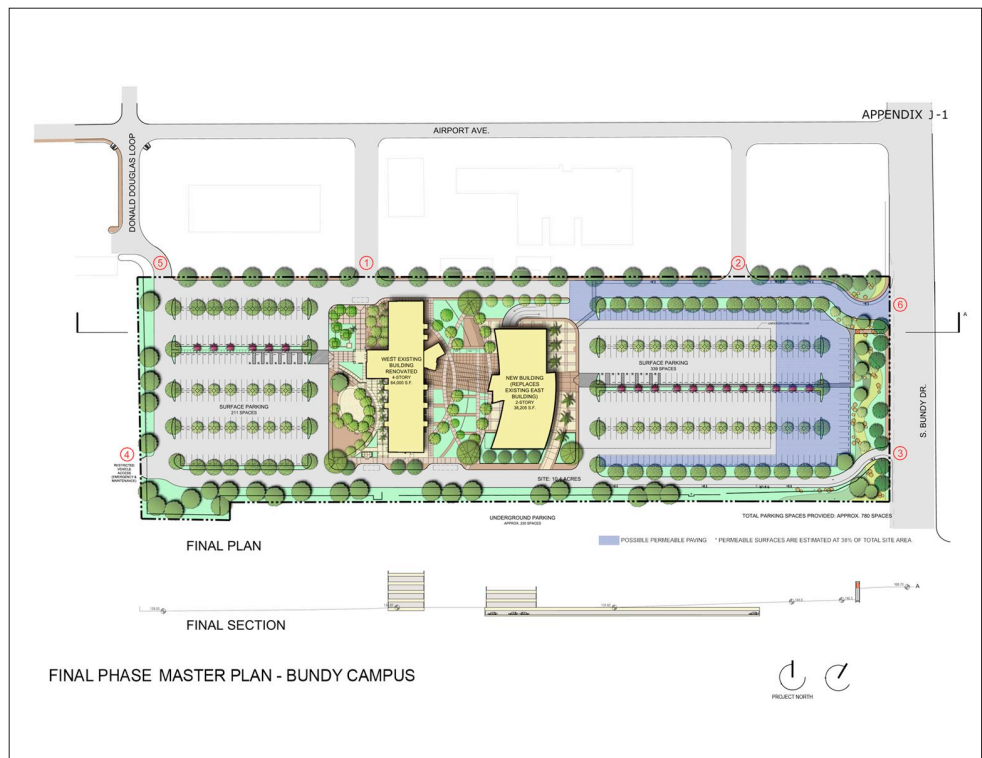 APPENDIX J-1
AIRPORT AVE.
DONALD DOUGLAS LOOP
5
1
2
6
A
WEST EXISTING
BUILDING
RENOVATED
4-STORY
64,000 S.F.
NEW BUILDING
(REPLACES
EXISTING EAST
BUILDING)
2-STORY
38,205 S.F.
SURFACE PARKING
339 SPACES
SURFACE PARKING
211 SPACES
S. BUNDY DR.
4
3
RESTRICTED
VEHICLE
ACCESS
(EMERGENCY &
MAINTENANCE)
SITE: 10.4 ACRES
UNDERGROUND PARKING
APPROX. 230 SPACES
TOTAL PARKING SPACES PROVIDED: APPROX. 780 SPACES
FINAL PLAN
POSSIBLE PERMEABLE PAVING * PERMEABLE SURFACES ARE ESTIMATED AT 36% OF TOTAL SITE AREA
A
FINAL SECTION
FINAL PHASE MASTER PLAN - BUNDY CAMPUS
PROJECT NORTH